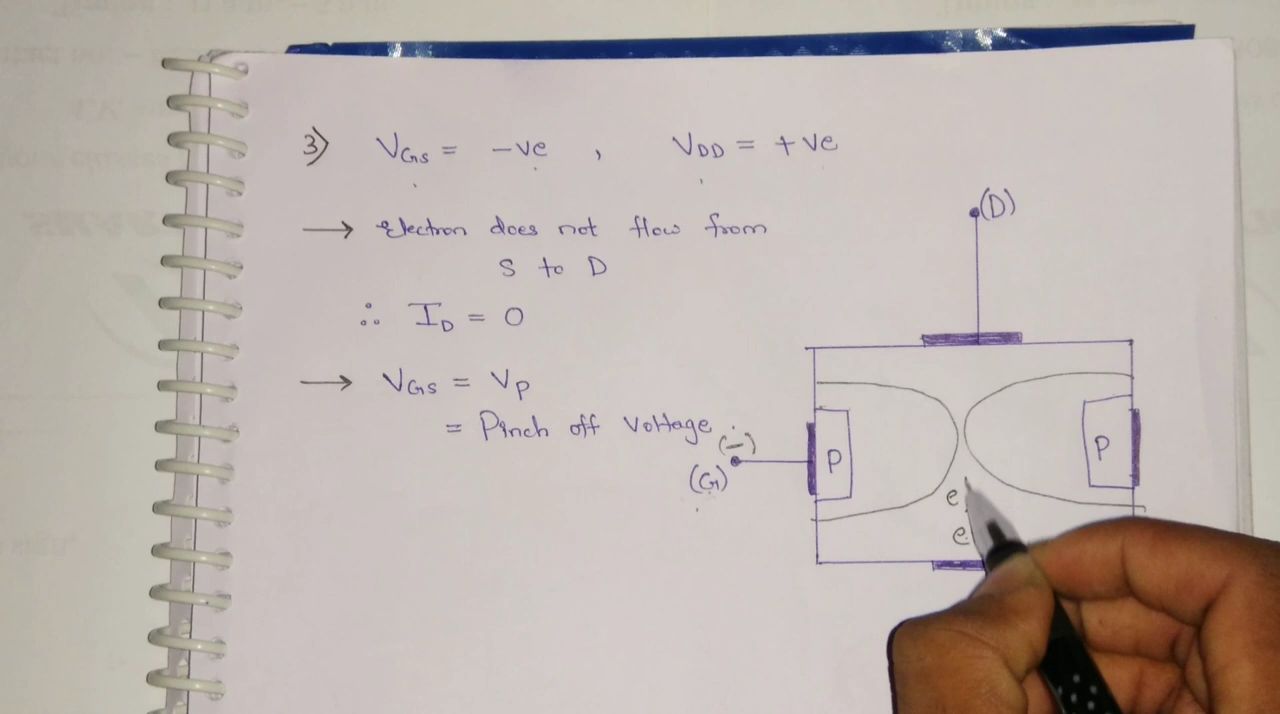 3) VGS = -ve , VDD = +ve
→ Electron does not flow from
S to D
∴ ID = 0
→ VGS = VP
= Pinch off Voltage
(D)
(-)
(G)
P
P
e
e